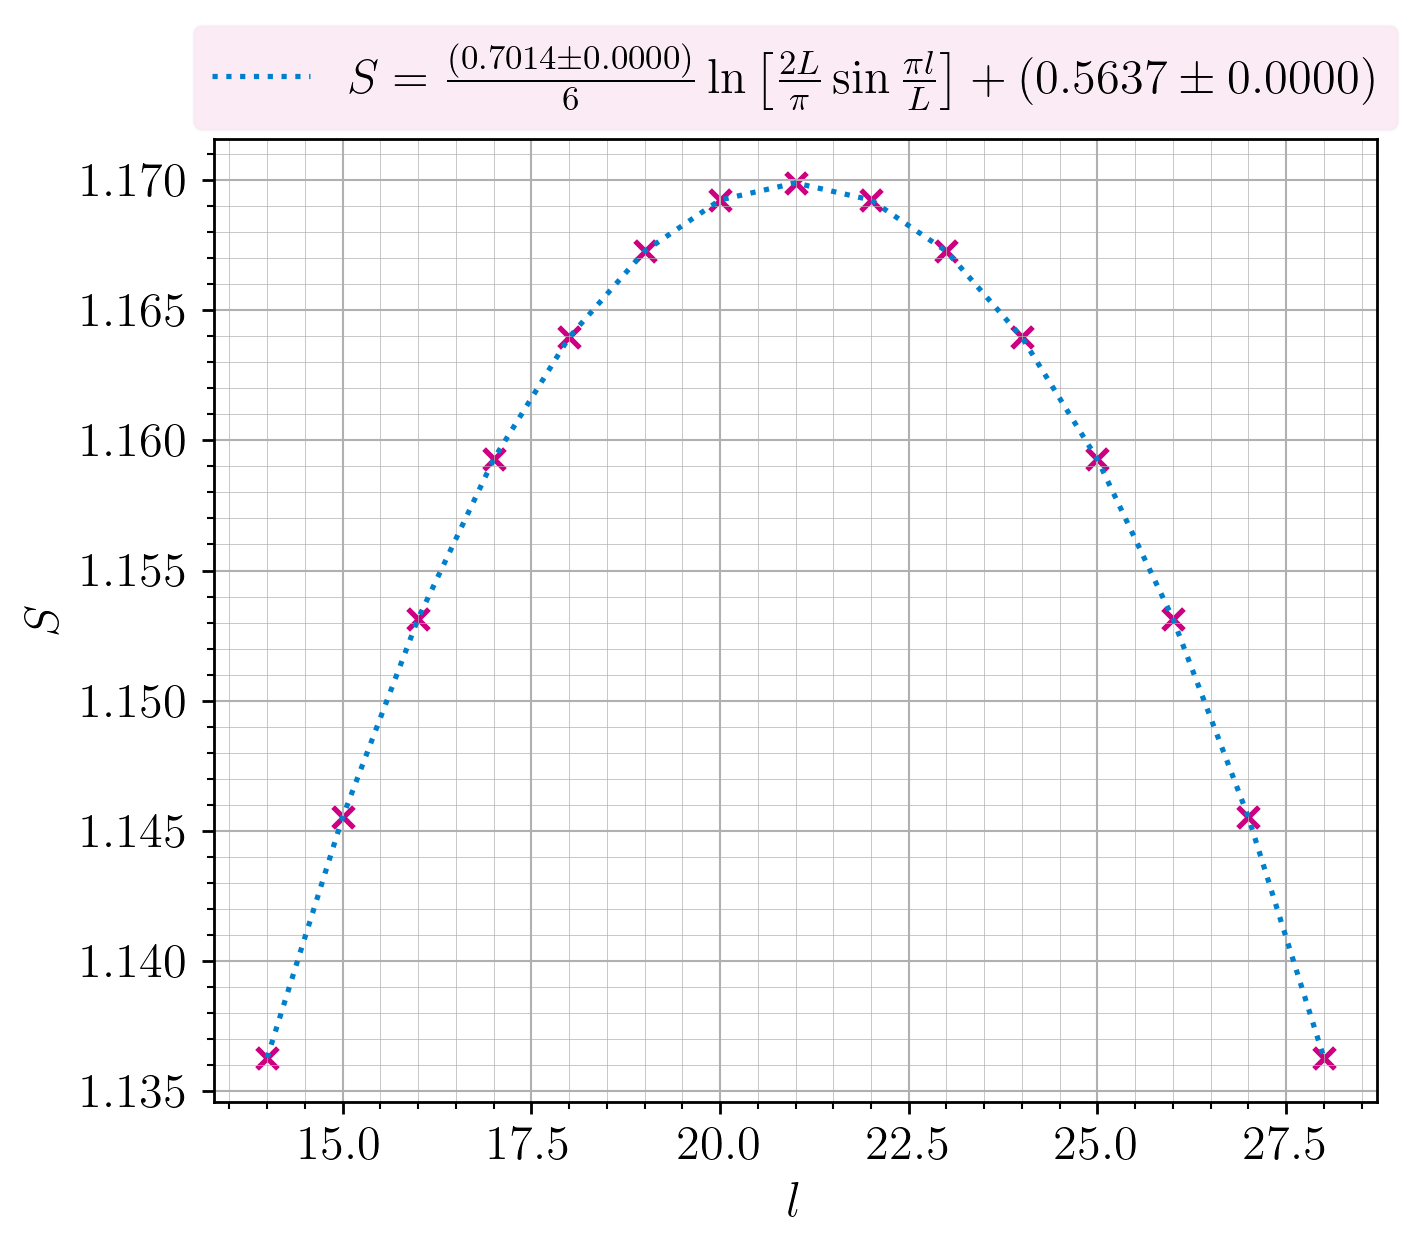 S = (0.7014±0.0000)/6 ln [2L/π sin πl/L] + (0.5637 ± 0.0000)
1.170
1.165
1.160
1.155
1.150
1.145
1.140
1.135
S
15.0 17.5 20.0 22.5 25.0 27.5
l